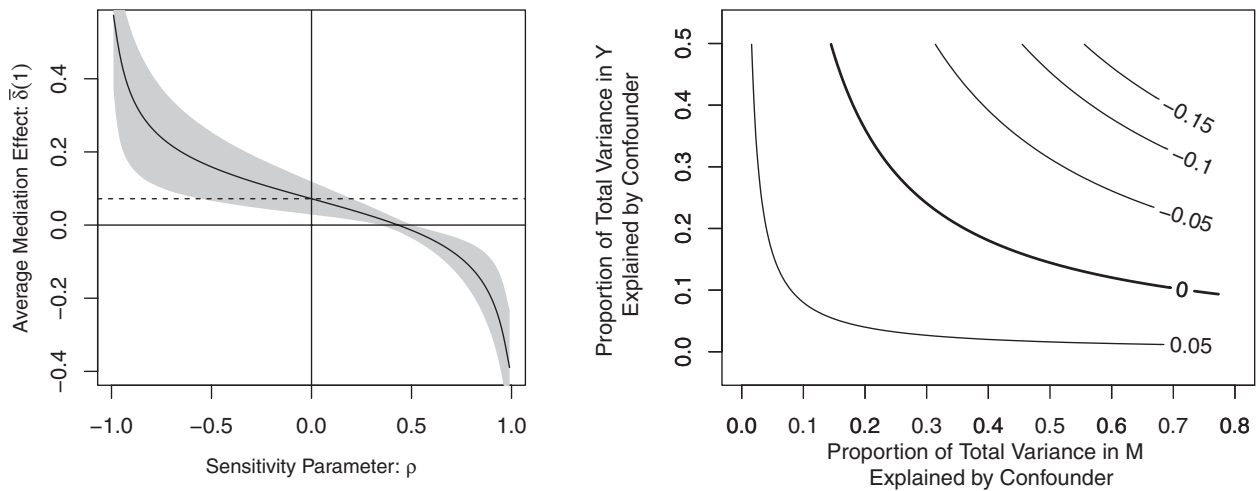 Average Mediation Effect: δ̄(1)
0.4
0.2
0.0
−0.2
−0.4
−1.0 −0.5 0.0 0.5 1.0
Sensitivity Parameter: ρ
Proportion of Total Variance in Y
Explained by Confounder
0.5
0.4
0.3
0.2
0.1
0.0
−0.15
−0.1
−0.05
0
0.05
0.0 0.1 0.2 0.3 0.4 0.5 0.6 0.7 0.8
Proportion of Total Variance in M
Explained by Confounder